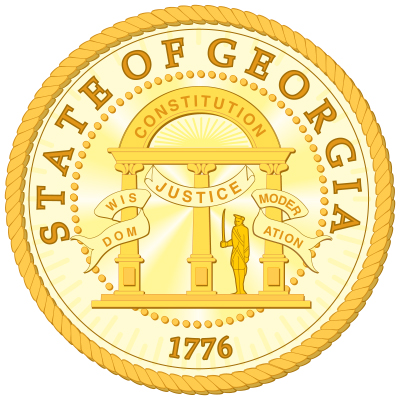 STATE OF GEORGIA
CONSTITUTION
WIS
DOM
JUSTICE
MODER
ATION
1776